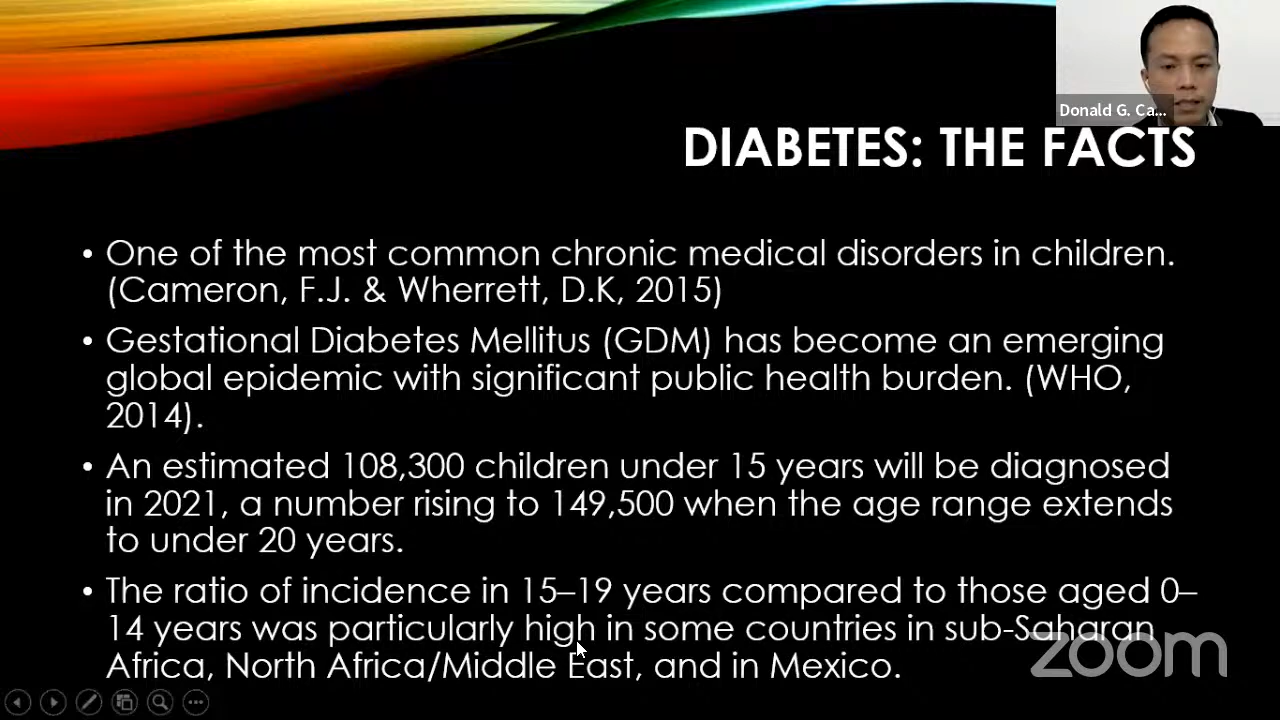 Donald G. Ca...
DIABETES: THE FACTS
• One of the most common chronic medical disorders in children.
(Cameron, F.J. & Wherrett, D.K, 2015)
• Gestational Diabetes Mellitus (GDM) has become an emerging
global epidemic with significant public health burden. (WHO,
2014).
• An estimated 108,300 children under 15 years will be diagnosed
in 2021, a number rising to 149,500 when the age range extends
to under 20 years.
• The ratio of incidence in 15–19 years compared to those aged 0–
14 years was particularly high in some countries in sub-Saharan
Africa, North Africa/Middle East, and in Mexico.
zoom